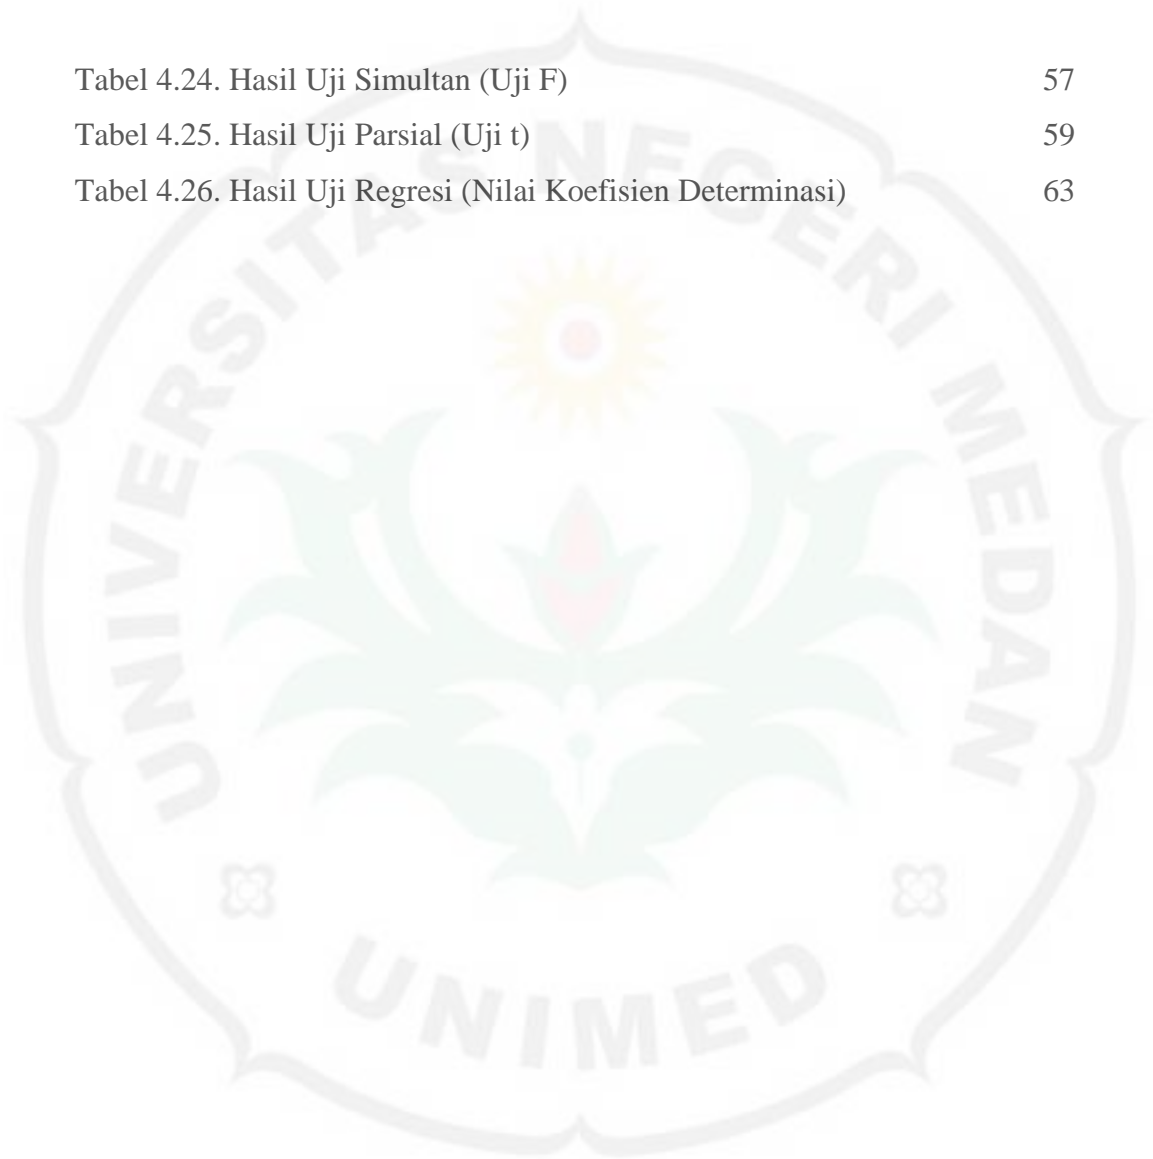 Tabel 4.24. Hasil Uji Simultan (Uji F) 57
Tabel 4.25. Hasil Uji Parsial (Uji t) 59
Tabel 4.26. Hasil Uji Regresi (Nilai Koefisien Determinasi) 63
UNIVERSITAS NEGERI MEDAN
UNIMED